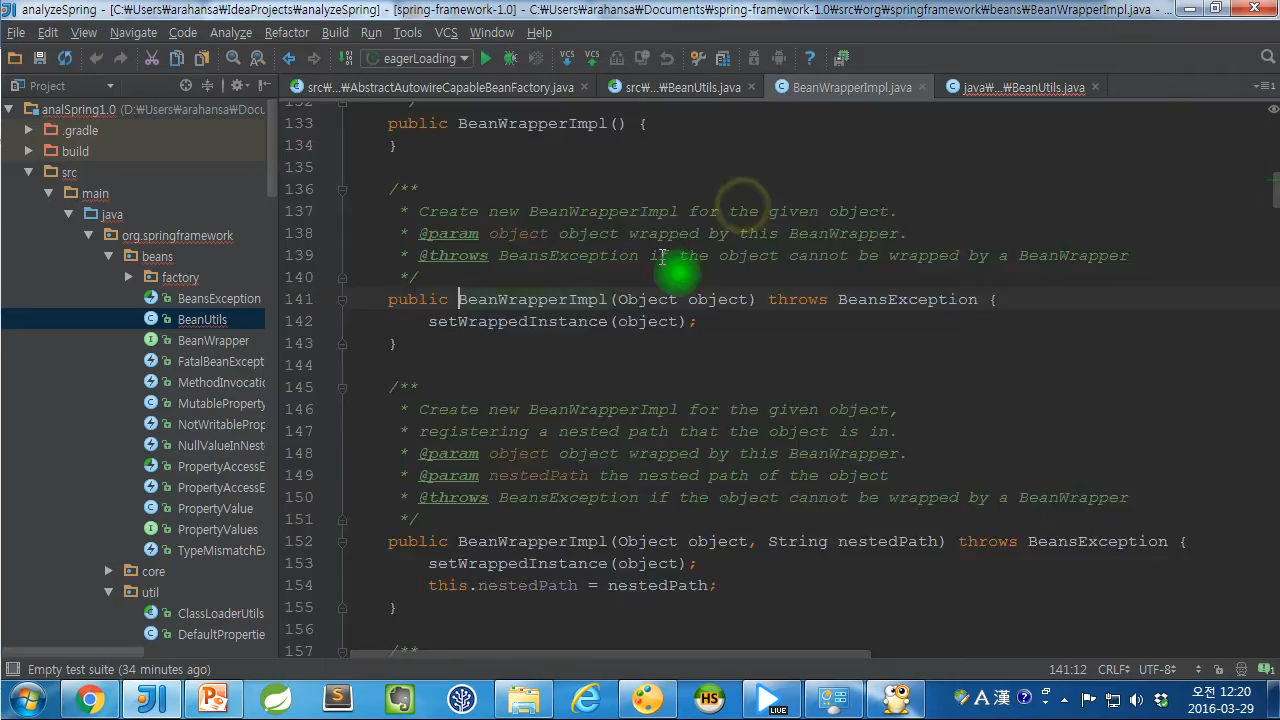 analyzeSpring - [C:\Users\arahansa\IdeaProjects\analyzeSpring] - [spring-framework-1.0] - C:\Users\arahansa\Documents\spring-framework-1.0\src\org\springframework\beans\BeanWrapperImpl.java - ...
File Edit View Navigate Code Analyze Refactor Build Run Tools VCS Window Help
eagerLoading VCS VCS
Project
src...₩AbstractAutowireCapableBeanFactory.java src...₩BeanUtils.java BeanWrapperImpl.java java₩...₩BeanUtils.java
analSpring1.0 (D:₩Users₩arahansa₩Docu
.gradle
build
src
main
java
org.springframework
beans
factory
BeansException
BeanUtils
BeanWrapper
FatalBeanExcept
MethodInvocatio
MutableProperty
NotWritableProp
NullValueInNest
PropertyAccessE
PropertyAccessE
PropertyValue
PropertyValues
TypeMismatchEx
core
util
ClassLoaderUtils
DefaultPropertie
132 */
133 public BeanWrapperImpl() {
134 }
135
136 /**
137 * Create new BeanWrapperImpl for the given object.
138 * @param object object wrapped by this BeanWrapper.
139 * @throws BeansException if the object cannot be wrapped by a BeanWrapper
140 */
141 public BeanWrapperImpl(Object object) throws BeansException {
142 setWrappedInstance(object);
143 }
144
145 /**
146 * Create new BeanWrapperImpl for the given object,
147 * registering a nested path that the object is in.
148 * @param object object wrapped by this BeanWrapper.
149 * @param nestedPath the nested path of the object
150 * @throws BeansException if the object cannot be wrapped by a BeanWrapper
151 */
152 public BeanWrapperImpl(Object object, String nestedPath) throws BeansException {
153 setWrappedInstance(object);
154 this.nestedPath = nestedPath;
155 }
156
157 /**
Empty test suite (34 minutes ago) 141:12 CRLF UTF-8
HS LIVE A 漢 오전 12:20
2016-03-29